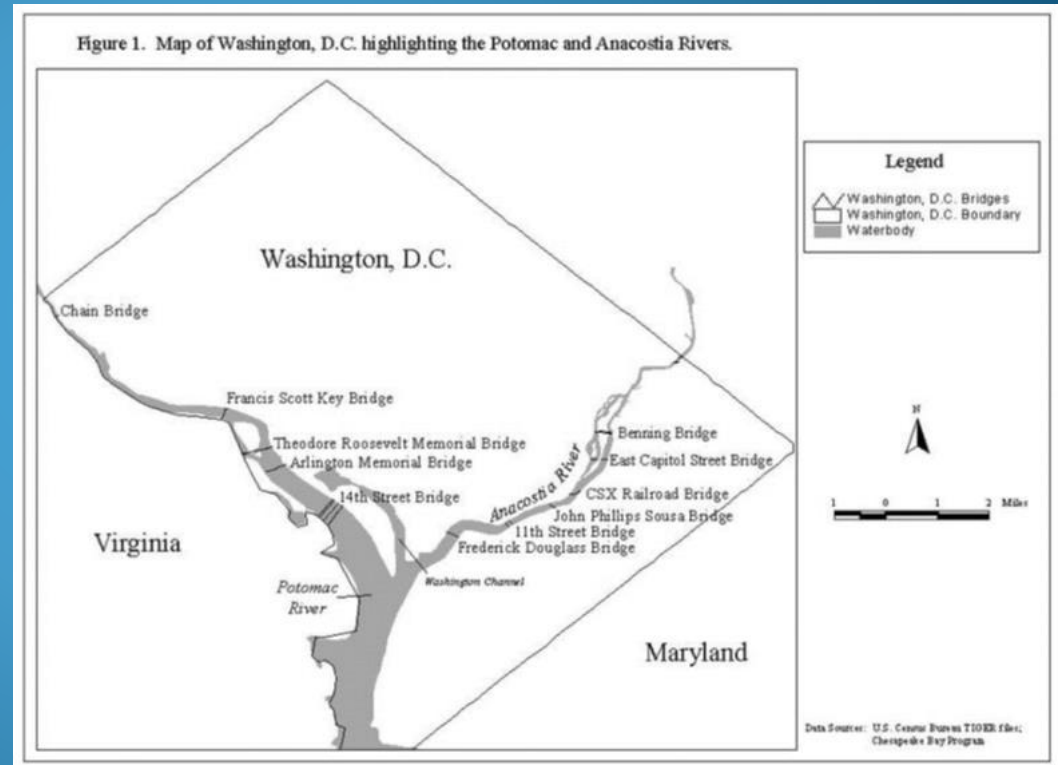 Figure 1. Map of Washington, D.C. highlighting the Potomac and Anacostia Rivers.
Legend
Washington, D.C. Bridges
Washington, D.C. Boundary
Waterbody
Washington, D.C.
Chain Bridge
Francis Scott Key Bridge
Theodore Roosevelt Memorial Bridge
Arlington Memorial Bridge
14th Street Bridge
Benning Bridge
East Capitol Street Bridge
Anacostia River
CSX Railroad Bridge
John Phillips Sousa Bridge
11th Street Bridge
Frederick Douglass Bridge
Washington Channel
Virginia
Potomac
River
Maryland
N
1 0 1 2 Miles
Data Sources: U.S. Census Bureau TIGER files;
Chesapeake Bay Program